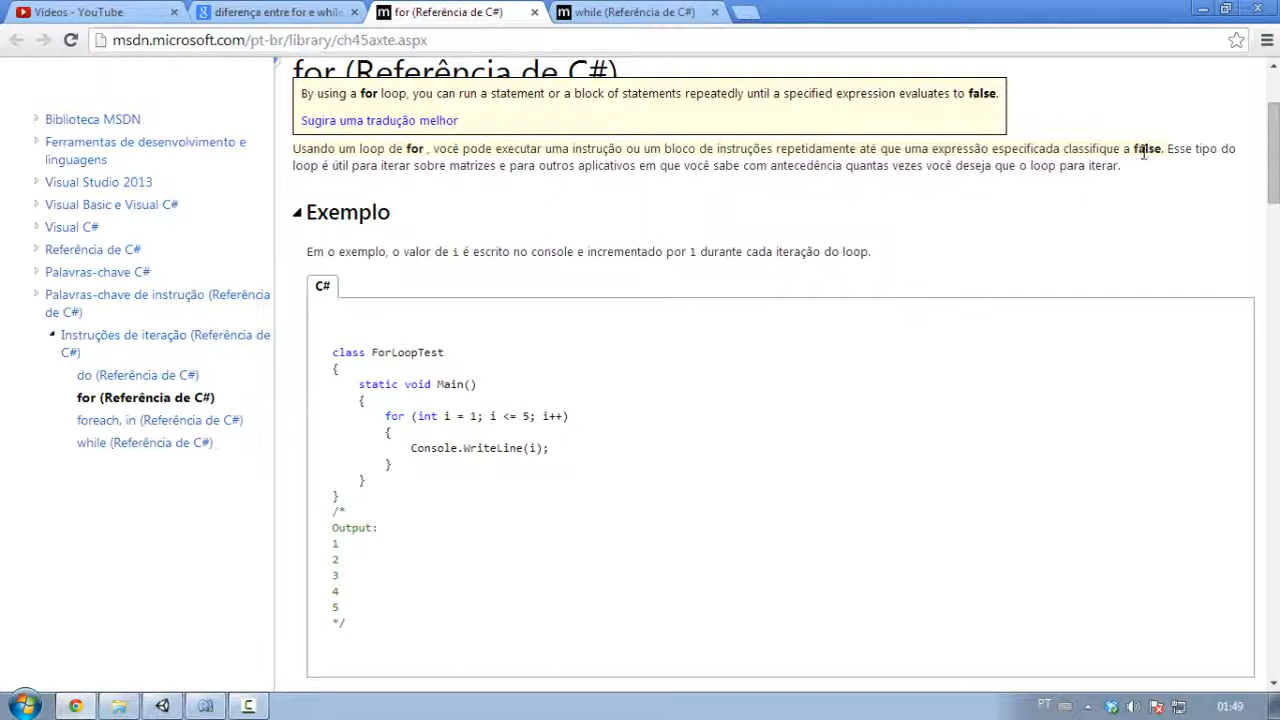 Vídeos - YouTube
diferença entre for e while
for (Referência de C#)
while (Referência de C#)
msdn.microsoft.com/pt-br/library/ch45axte.aspx
for (Referência de C#)
By using a for loop, you can run a statement or a block of statements repeatedly until a specified expression evaluates to false.
Sugira uma tradução melhor
Usando um loop de for , você pode executar uma instrução ou um bloco de instruções repetidamente até que uma expressão especificada classifique a false. Esse tipo do
loop é útil para iterar sobre matrizes e para outros aplicativos em que você sabe com antecedência quantas vezes você deseja que o loop para iterar.
Biblioteca MSDN
Ferramentas de desenvolvimento e
linguagens
Visual Studio 2013
Visual Basic e Visual C#
Visual C#
Referência de C#
Palavras-chave C#
Palavras-chave de instrução (Referência
de C#)
Instruções de iteração (Referência de
C#)
do (Referência de C#)
for (Referência de C#)
foreach, in (Referência de C#)
while (Referência de C#)
Exemplo
Em o exemplo, o valor de i é escrito no console e incrementado por 1 durante cada iteração do loop.
C#
class ForLoopTest
{
static void Main()
{
for (int i = 1; i <= 5; i++)
{
Console.WriteLine(i);
}
}
}
/*
Output:
1
2
3
4
5
*/
PT
01:49